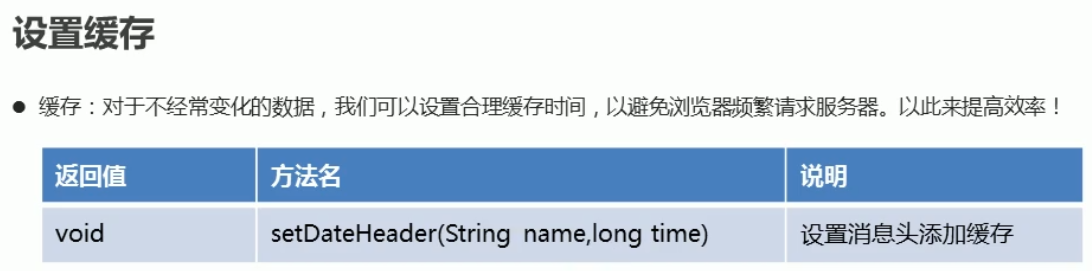 设置缓存
● 缓存：对于不经常变化的数据，我们可以设置合理缓存时间，以避免浏览器频繁请求服务器。以此来提高效率！
返回值 方法名 说明
void setDateHeader(String name,long time) 设置消息头添加缓存